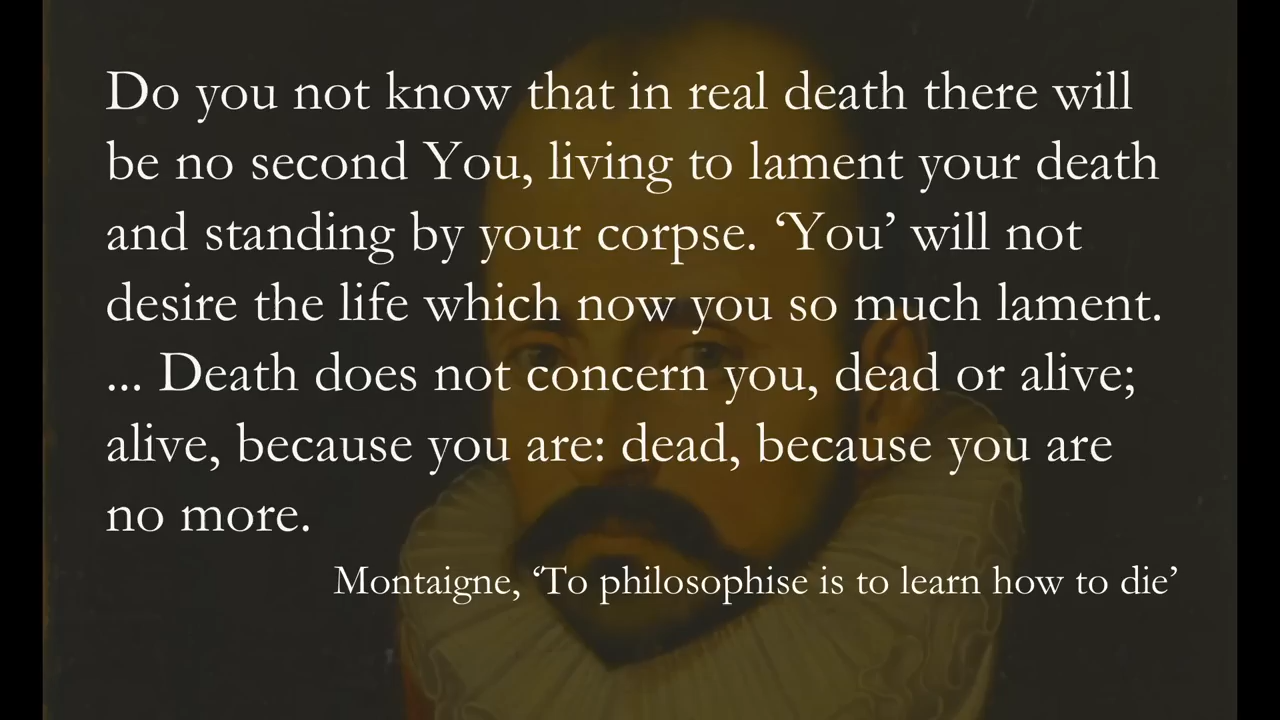 Do you not know that in real death there will
be no second You, living to lament your death
and standing by your corpse. ‘You’ will not
desire the life which now you so much lament.
... Death does not concern you, dead or alive;
alive, because you are: dead, because you are
no more.
Montaigne, ‘To philosophise is to learn how to die’